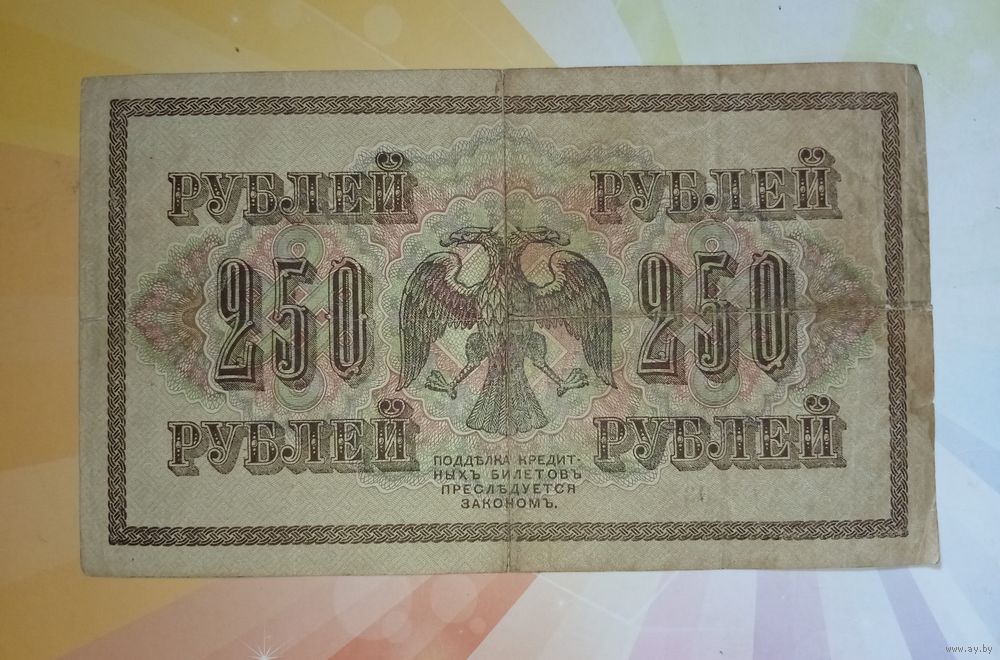 РУБЛЕЙ РУБЛЕЙ
250 250
РУБЛЕЙ РУБЛЕЙ
ПОДДѢЛКА КРЕДИТ-
НЫХЪ БИЛЕТОВЪ
ПРЕСЛѢДУЕТСЯ
ЗАКОНОМЪ.
www.ay.by